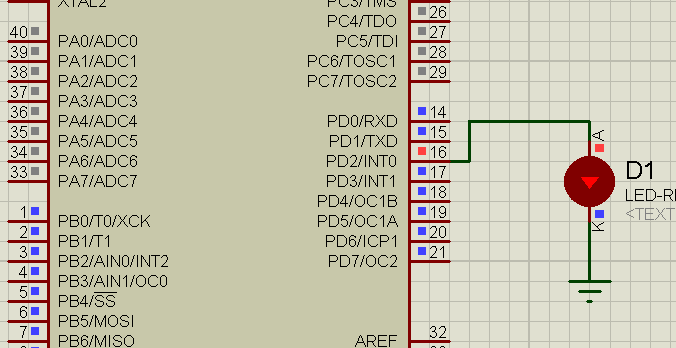 XTAL2
40 PA0/ADC0
39 PA1/ADC1
38 PA2/ADC2
37 PA3/ADC3
36 PA4/ADC4
35 PA5/ADC5
34 PA6/ADC6
33 PA7/ADC7
1 PB0/T0/XCK
2 PB1/T1
3 PB2/AIN0/INT2
4 PB3/AIN1/OC0
5 PB4/SS
6 PB5/MOSI
7 PB6/MISO
PC3/TMS
PC4/TDO 26
PC5/TDI 27
PC6/TOSC1 28
PC7/TOSC2 29
PD0/RXD 14
PD1/TXD 15
PD2/INT0 16
PD3/INT1 17
PD4/OC1B 18
PD5/OC1A 19
PD6/ICP1 20
PD7/OC2 21
AREF 32
A
D1
LED-R
<TEXT
K